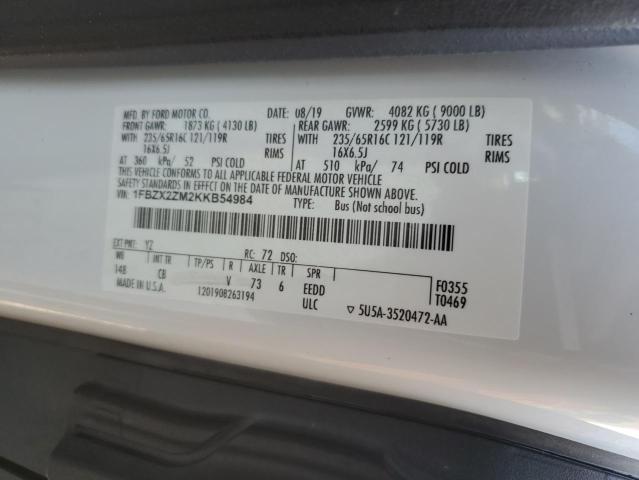 MFD. BY FORD MOTOR CO. DATE: 08/19 GVWR: 4082 KG ( 9000 LB)
FRONT GAWR: 1873 KG ( 4130 LB) REAR GAWR: 2599 KG ( 5730 LB)
WITH 235/65R16C 121/119R TIRES WITH 235/65R16C 121/119R TIRES
16X6.5J RIMS 16X6.5J RIMS
AT 360 kPa/ 52 PSI COLD AT 510 kPa/ 74 PSI COLD
THIS VEHICLE CONFORMS TO ALL APPLICABLE FEDERAL MOTOR VEHICLE
SAFETY STANDARDS IN EFFECT ON THE DATE OF MANUFACTURE SHOWN ABOVE.
VIN: 1FBZX2ZM2KKB54984 TYPE: Bus (Not school bus)
EXT PNT: YZ RC: 72 DSO:
WB INT TR TP/PS R AXLE TR SPR
148 CB V 73 6 EEDD F0355
MADE IN U.S.A. 1201908263194 ULC T0469
▽ 5U5A-3520472-AA